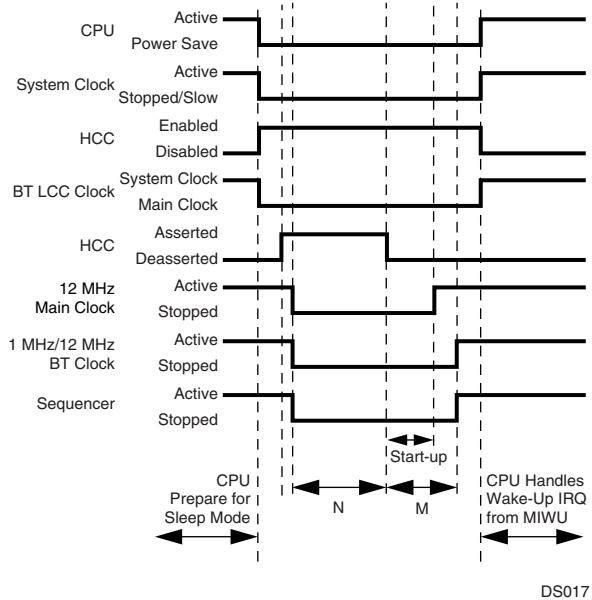 CPU
Active
Power Save
System Clock
Active
Stopped/Slow
HCC
Enabled
Disabled
BT LCC Clock
System Clock
Main Clock
HCC
Asserted
Deasserted
12 MHz
Main Clock
Active
Stopped
1 MHz/12 MHz
BT Clock
Active
Stopped
Sequencer
Active
Stopped
Start-up
N
M
CPU
Prepare for
Sleep Mode
CPU Handles
Wake-Up IRQ
from MIWU
DS017